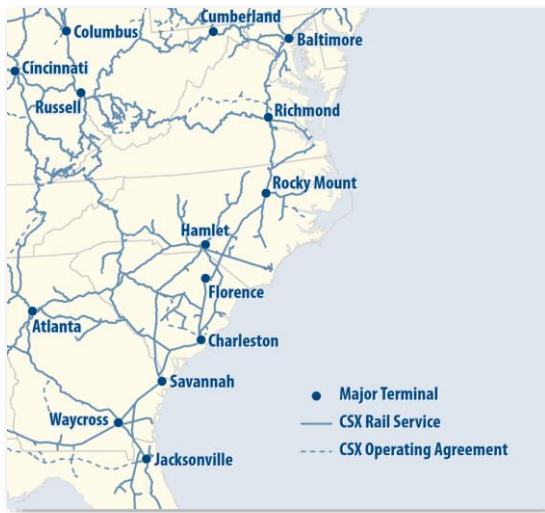 Cumberland
Columbus
Baltimore
Cincinnati
Russell
Richmond
Rocky Mount
Hamlet
Florence
Atlanta
Charleston
Savannah
Major Terminal
Waycross
CSX Rail Service
CSX Operating Agreement
Jacksonville